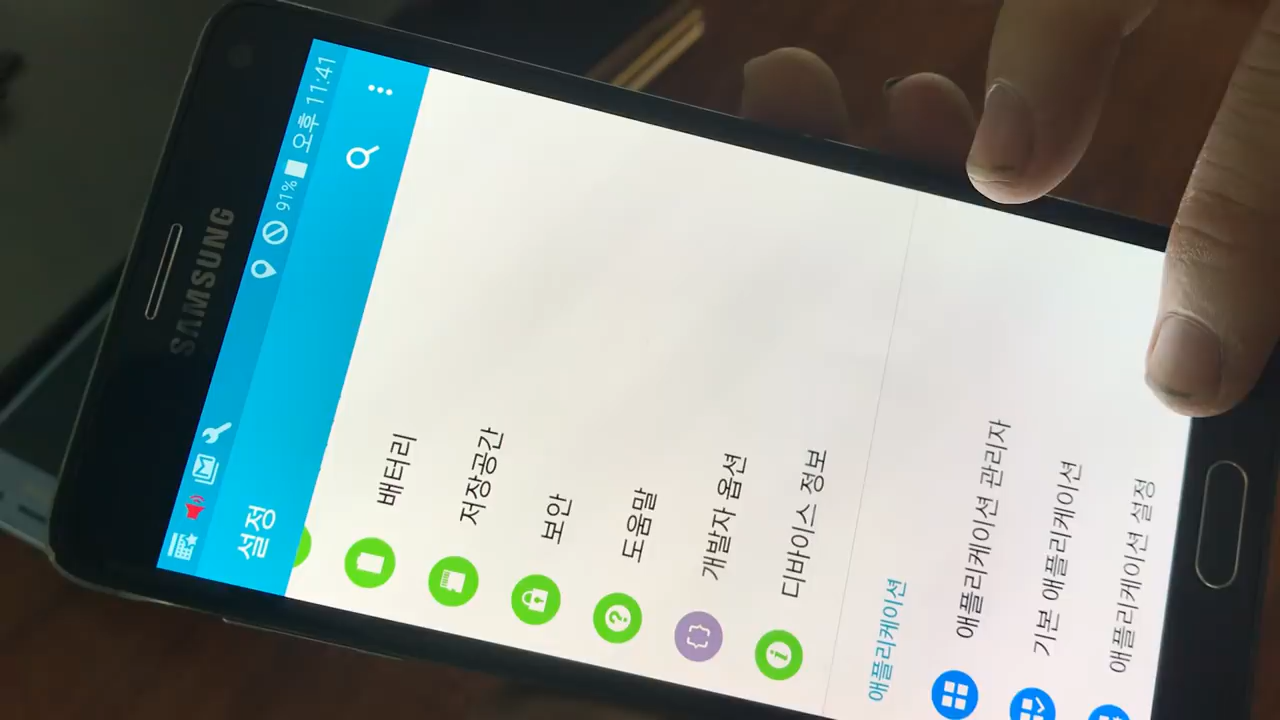 SAMSUNG
91% 오후 11:41
설정
배터리
저장공간
보안
도움말
개발자 옵션
디바이스 정보
애플리케이션
애플리케이션 관리자
기본 애플리케이션
애플리케이션 설정